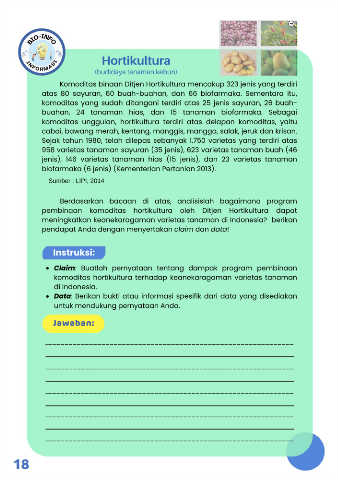 BIO-INFO
INFORMASI
Hortikultura
(budidaya tanaman kebun)
Komoditas binaan Ditjen Hortikultura mencakup 323 jenis yang terdiri
atas 80 sayuran, 60 buah-buahan, dan 66 biofarmaka. Sementara itu,
komoditas yang sudah ditangani terdiri atas 25 jenis sayuran, 26 buah-
buahan, 24 tanaman hias, dan 15 tanaman biofarmaka. Sebagai
komoditas unggulan, hortikultura terdiri atas delapan komoditas, yaitu
cabai, bawang merah, kentang, manggis, mangga, salak, jeruk dan krisan.
Sejak tahun 1980, telah dilepas sebanyak 1.750 varietas yang terdiri atas
958 varietas tanaman sayuran (35 jenis), 623 varietas tanaman buah (46
jenis), 146 varietas tanaman hias (15 jenis), dan 23 varietas tanaman
biofarmaka (6 jenis) (Kementerian Pertanian 2013).
Sumber : LIPI, 2014
Berdasarkan bacaan di atas, analisislah bagaimana program
pembinaan komoditas hortikultura oleh Ditjen Hortikultura dapat
meningkatkan keanekaragaman varietas tanaman di Indonesia? berikan
pendapat Anda dengan menyertakan claim dan data!
Instruksi:
• Claim: Buatlah pernyataan tentang dampak program pembinaan
komoditas hortikultura terhadap keanekaragaman varietas tanaman
di Indonesia.
• Data: Berikan bukti atau informasi spesifik dari data yang disediakan
untuk mendukung pernyataan Anda.
Jawaban:
18